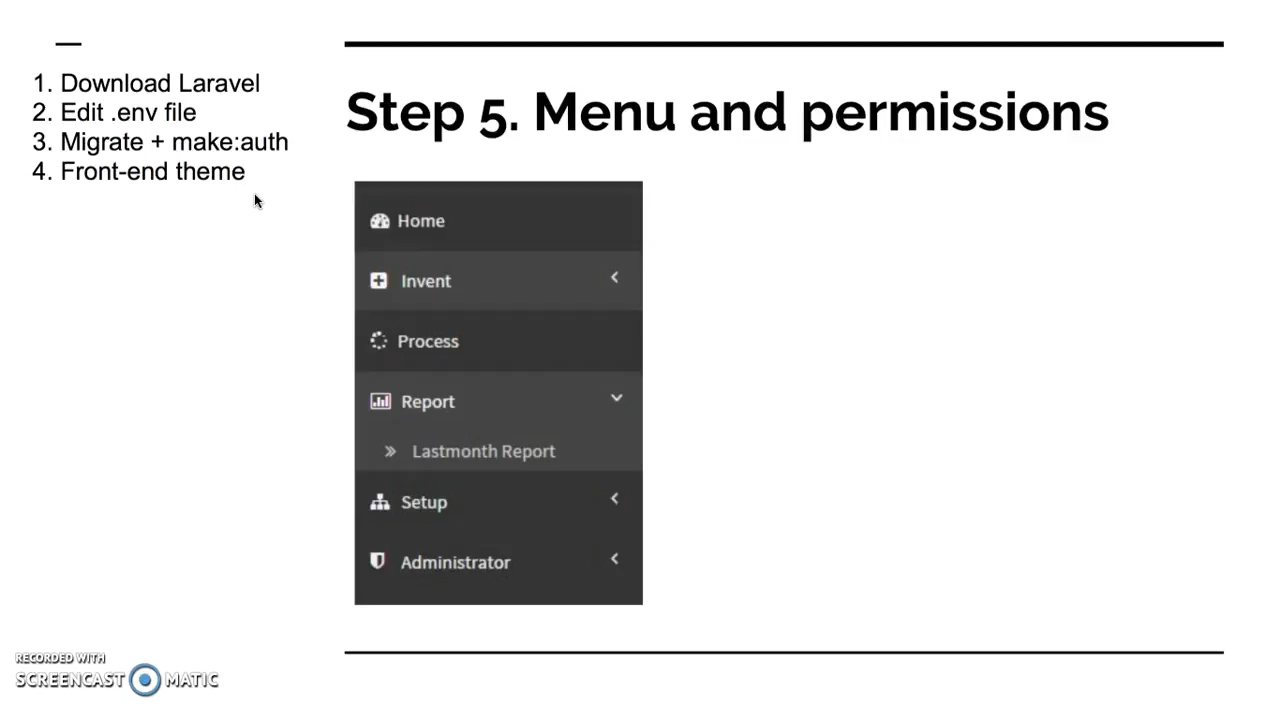 1. Download Laravel
2. Edit .env file
3. Migrate + make:auth
4. Front-end theme
Step 5. Menu and permissions
Home
Invent
Process
Report
Lastmonth Report
Setup
Administrator
RECORDED WITH
SCREENCAST MATIC